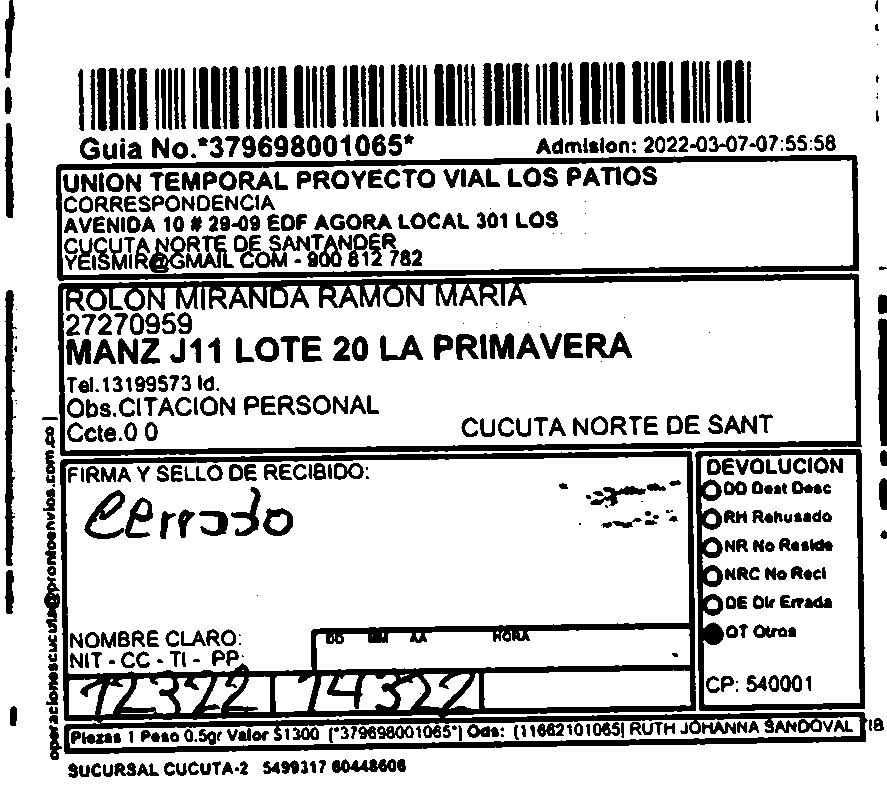 Guia No.*379698001065*
Admision: 2022-03-07-07:55:58
UNION TEMPORAL PROYECTO VIAL LOS PATIOS
CORRESPONDENCIA
AVENIDA 10 # 29-09 EDF AGORA LOCAL 301 LOS
CUCUTA NORTE DE SANTANDER
YEISMIR@GMAIL COM - 900 812 782
ROLON MIRANDA RAMON MARIA
27270959
MANZ J11 LOTE 20 LA PRIMAVERA
Tel.13199573 Id.
Obs.CITACION PERSONAL
Ccte.0 0
CUCUTA NORTE DE SANT
operacionescucuta@prontoenvios.com.co
FIRMA Y SELLO DE RECIBIDO:
Cerrado
NOMBRE CLARO:
NIT - CC - TI - PP:
DD MM AA HORA
12322 14322
DEVOLUCION
DD Dest Desc
RH Rehusado
NR No Reside
NRC No Reci
DE Dir Errada
OT Otros
CP: 540001
Piezas 1 Peso 0.5gr Valor $1300 (*379698001065*) Ods: (11662101065) RUTH JOHANNA SANDOVAL
SUCURSAL CUCUTA-2 5499317 60448606